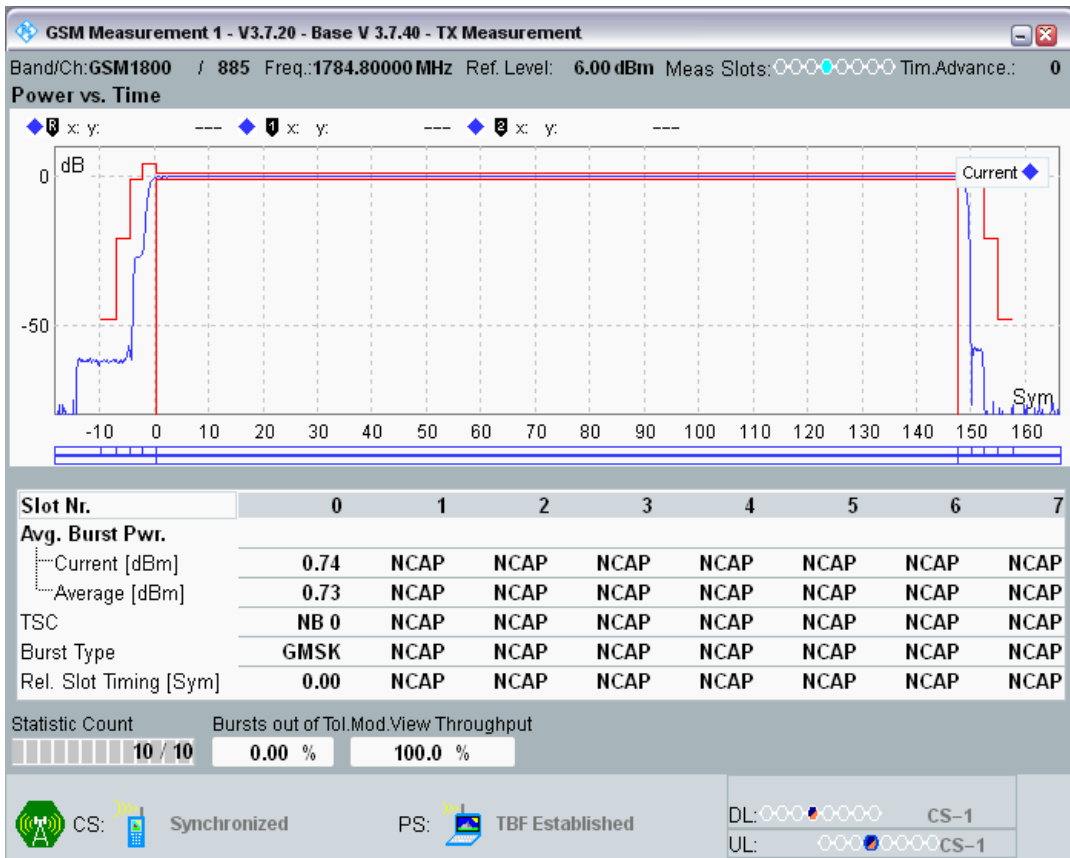 GSM Measurement 1 - V3.7.20 - Base V 3.7.40 - TX Measurement
Band/Ch:GSM1800 / 885 Freq.:1784.80000 MHz Ref. Level: 6.00 dBm Meas Slots: Tim.Advance.: 0
Power vs. Time
R x: y: --- 1 x: y: --- 2 x: y: ---
dB
Current
0
-50
Sym
-10 0 10 20 30 40 50 60 70 80 90 100 110 120 130 140 150 160
Slot Nr. 0 1 2 3 4 5 6 7
Avg. Burst Pwr.
Current [dBm] 0.74 NCAP NCAP NCAP NCAP NCAP NCAP NCAP
Average [dBm] 0.73 NCAP NCAP NCAP NCAP NCAP NCAP NCAP
TSC NB 0 NCAP NCAP NCAP NCAP NCAP NCAP NCAP
Burst Type GMSK NCAP NCAP NCAP NCAP NCAP NCAP NCAP
Rel. Slot Timing [Sym] 0.00 NCAP NCAP NCAP NCAP NCAP NCAP NCAP
Statistic Count Bursts out of Tol.Mod.View Throughput
10 / 10 0.00 % 100.0 %
CS: Synchronized PS: TBF Established
DL: CS-1
UL: CS-1